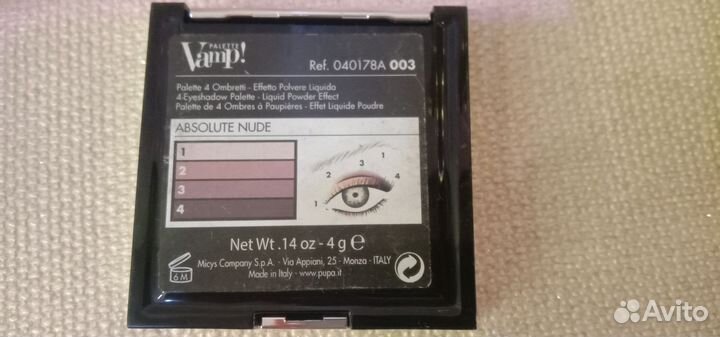 PALETTE
Vamp!
Ref. 040178A 003
Palette 4 Ombretti - Effetto Polvere Liquida
4-Eyeshadow Palette - Liquid Powder Effect
Palette de 4 Ombres à Paupières - Effet Liquide Poudre
ABSOLUTE NUDE
1
2
3
4
1 2 3 1 4
Net Wt .14 oz - 4 g ℮
Micys Company S.p.A. - Via Appiani, 25 - Monza - ITALY
Made in Italy - www.pupa.it
6 M
Avito